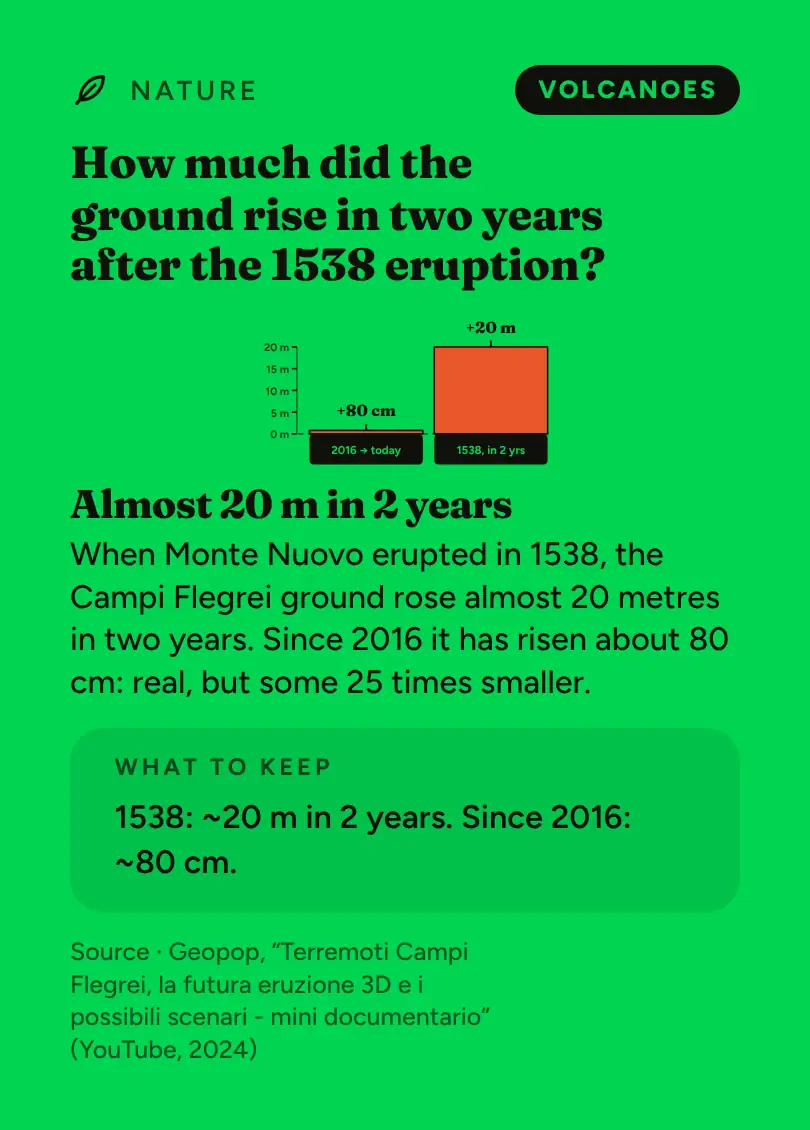 NATURE
VOLCANOES
How much did the
ground rise in two years
after the 1538 eruption?
+20 m
20 m
15 m
10 m
5 m
0 m
+80 cm
2016 → today
1538, in 2 yrs
Almost 20 m in 2 years
When Monte Nuovo erupted in 1538, the
Campi Flegrei ground rose almost 20 metres
in two years. Since 2016 it has risen about 80
cm: real, but some 25 times smaller.
WHAT TO KEEP
1538: ~20 m in 2 years. Since 2016:
~80 cm.
Source · Geopop, “Terremoti Campi
Flegrei, la futura eruzione 3D e i
possibili scenari - mini documentario”
(YouTube, 2024)